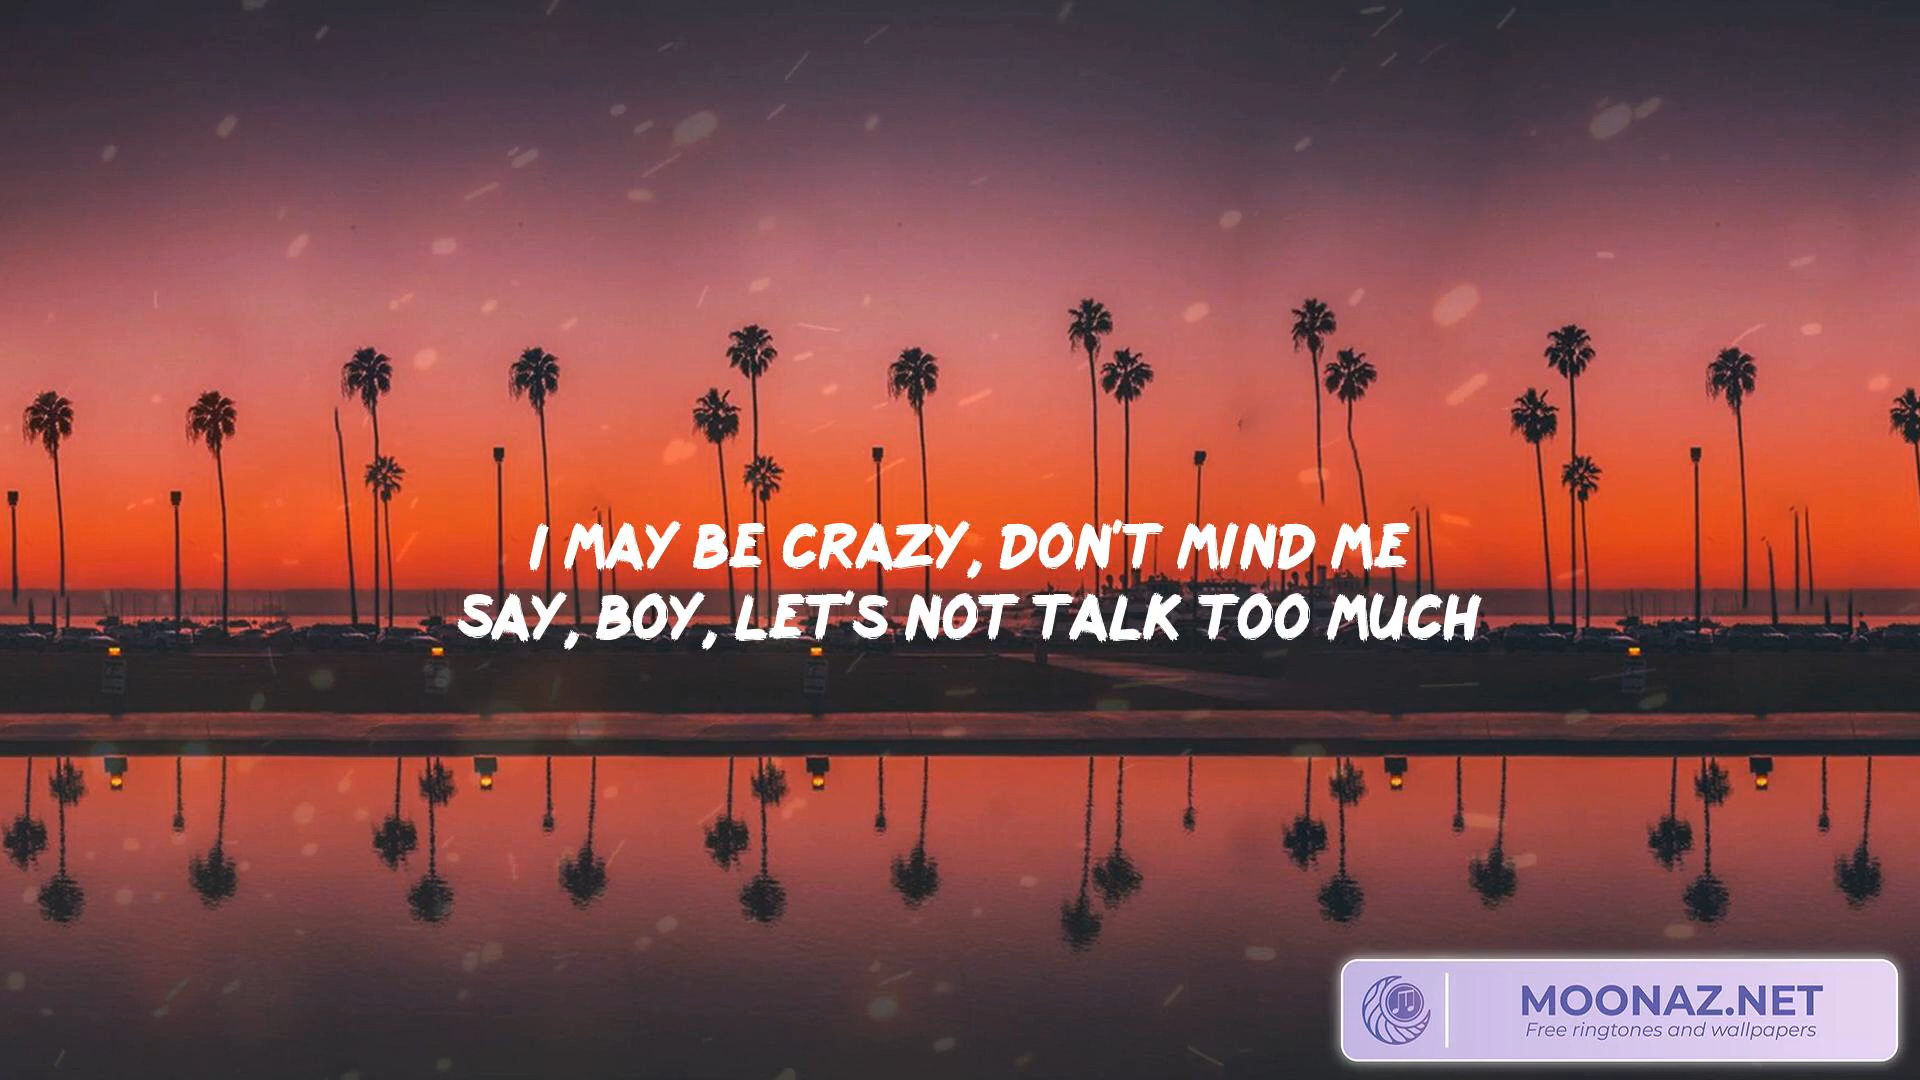 I MAY BE CRAZY, DON'T MIND ME
SAY, BOY, LET'S NOT TALK TOO MUCH
MOONAZ.NET
Free ringtones and wallpapers